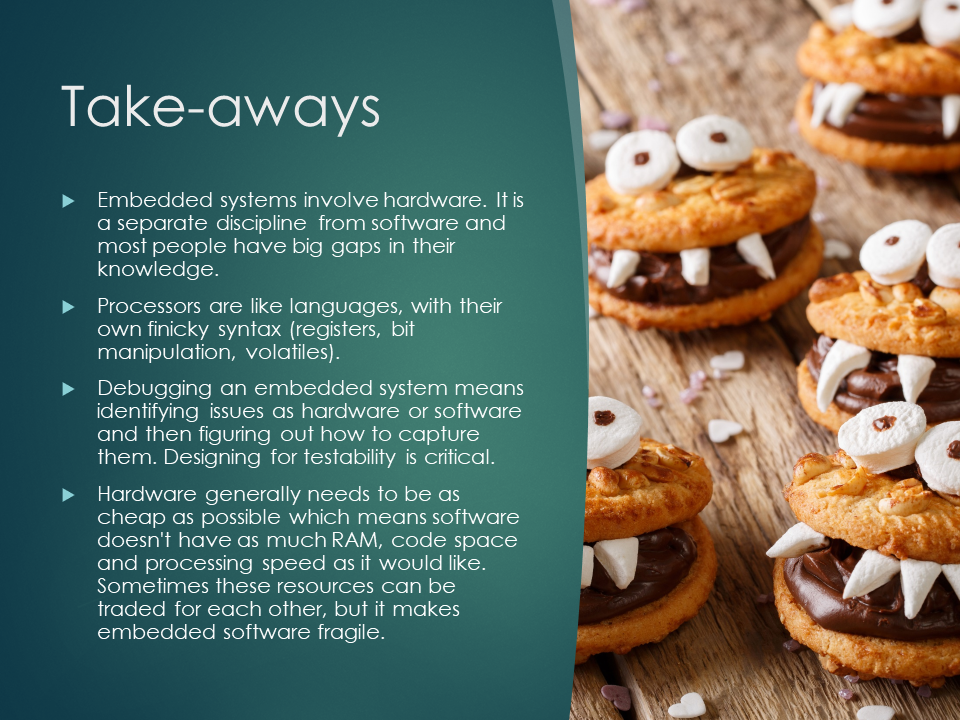 Take-aways
Embedded systems involve hardware. It is
a separate discipline from software and
most people have big gaps in their
knowledge.
Processors are like languages, with their
own finicky syntax (registers, bit
manipulation, volatiles).
Debugging an embedded system means
identifying issues as hardware or software
and then figuring out how to capture
them. Designing for testability is critical.
Hardware generally needs to be as
cheap as possible which means software
doesn't have as much RAM, code space
and processing speed as it would like.
Sometimes these resources can be
traded for each other, but it makes
embedded software fragile.